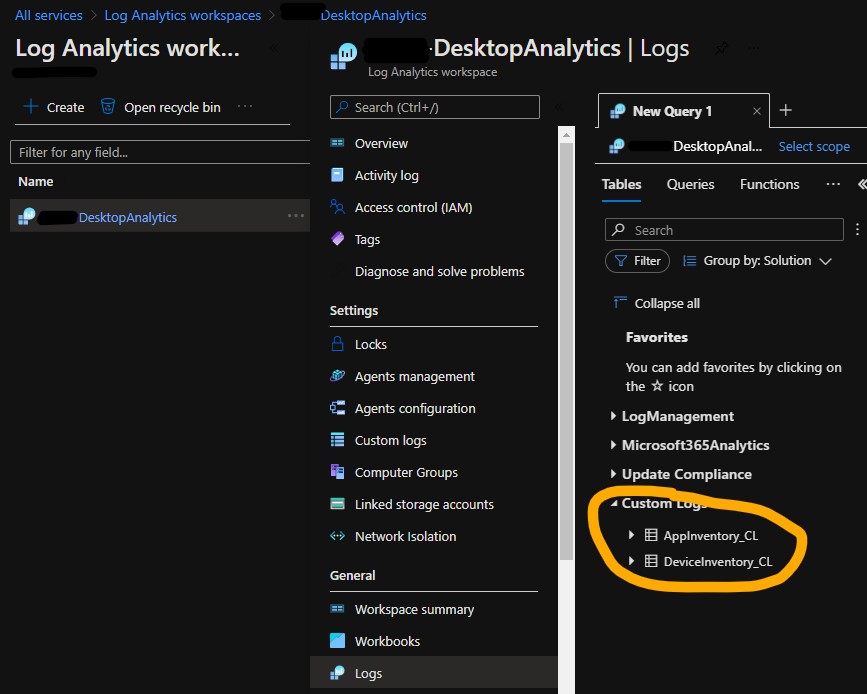 All services > Log Analytics workspaces > DesktopAnalytics
Log Analytics work...
Create
Open recycle bin
...
Filter for any field...
Name
DesktopAnalytics
...
DesktopAnalytics | Logs
Log Analytics workspace
Search (Ctrl+/)
Overview
Activity log
Access control (IAM)
Tags
Diagnose and solve problems
Settings
Locks
Agents management
Agents configuration
Custom logs
Computer Groups
Linked storage accounts
Network Isolation
General
Workspace summary
Workbooks
Logs
New Query 1
DesktopAnal...
Select scope
Tables
Queries
Functions
...
Search
Filter
Group by: Solution
Collapse all
Favorites
You can add favorites by clicking on
the ☆ icon
LogManagement
Microsoft365Analytics
Update Compliance
Custom Logs
AppInventory_CL
DeviceInventory_CL